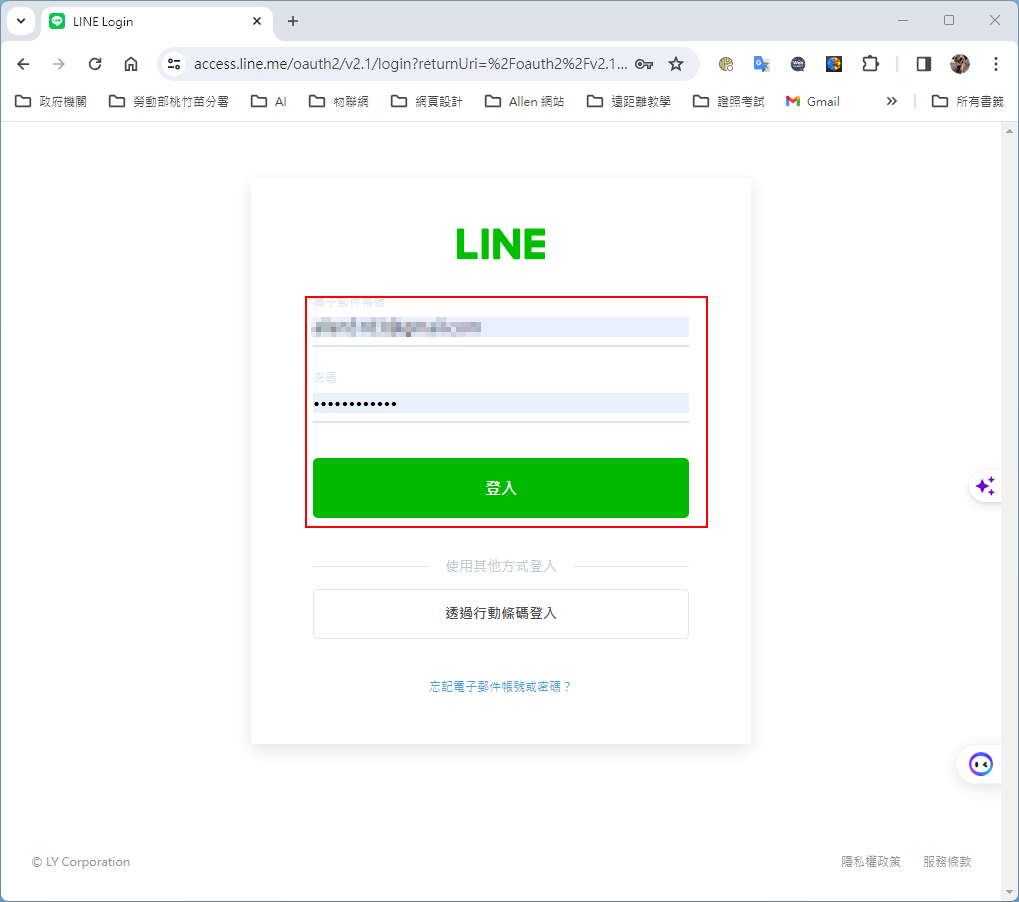 LINE Login
access.line.me/oauth2/v2.1/login?returnUri=%2Foauth2%2Fv2.1...
政府機關 勞動部桃竹苗分署 AI 物聯網 網頁設計 Allen 網站 遠距離教學 證照考試 Gmail 所有書籤
LINE
電子郵件帳號
密碼
登入
使用其他方式登入
透過行動條碼登入
忘記電子郵件帳號或密碼？
© LY Corporation 隱私權政策 服務條款